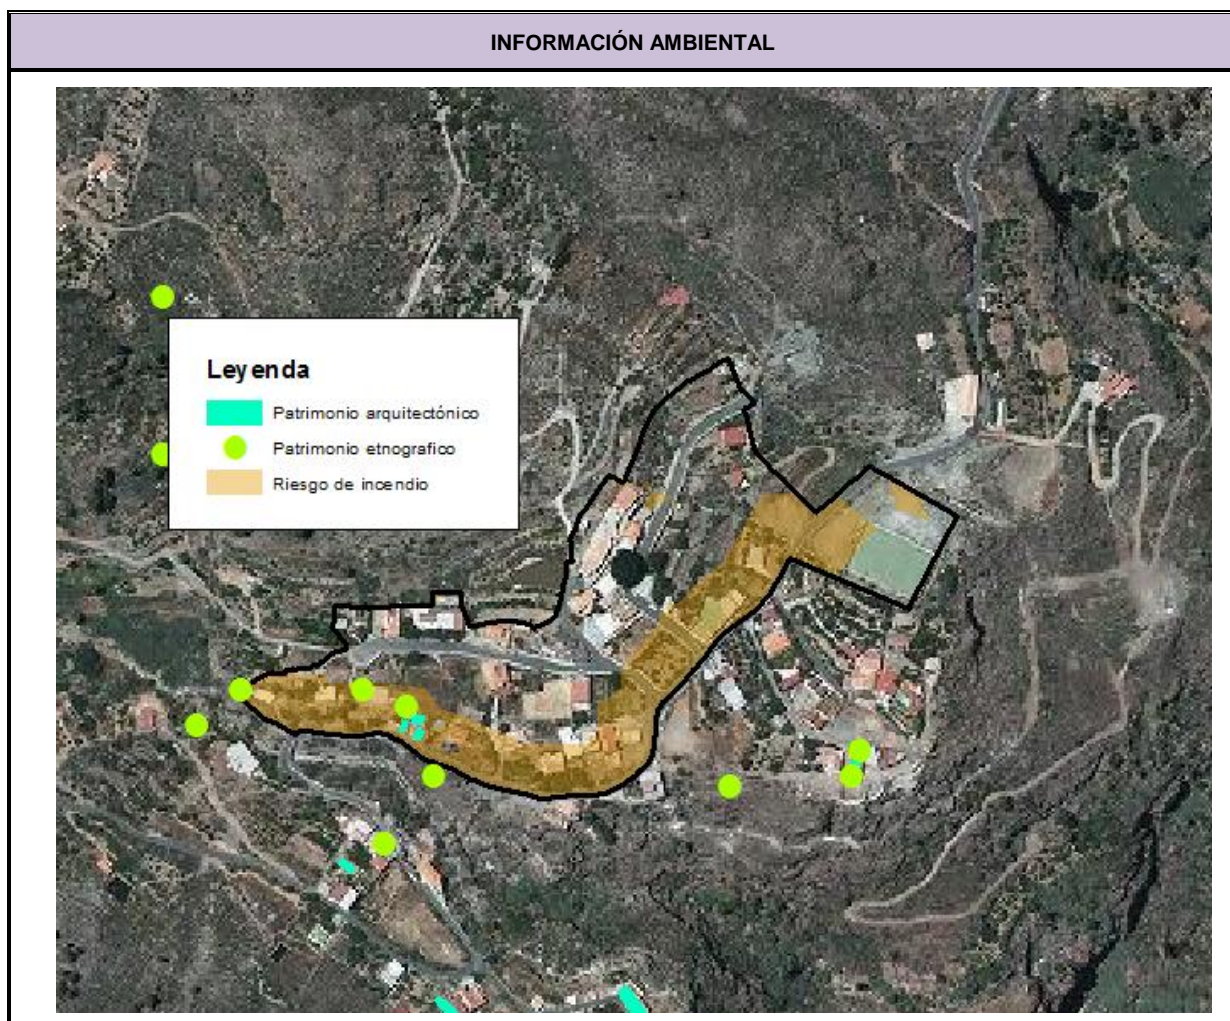 INFORMACIÓN AMBIENTAL
Leyenda
Patrimonio arquitectónico
Patrimonio etnografico
Riesgo de incendio